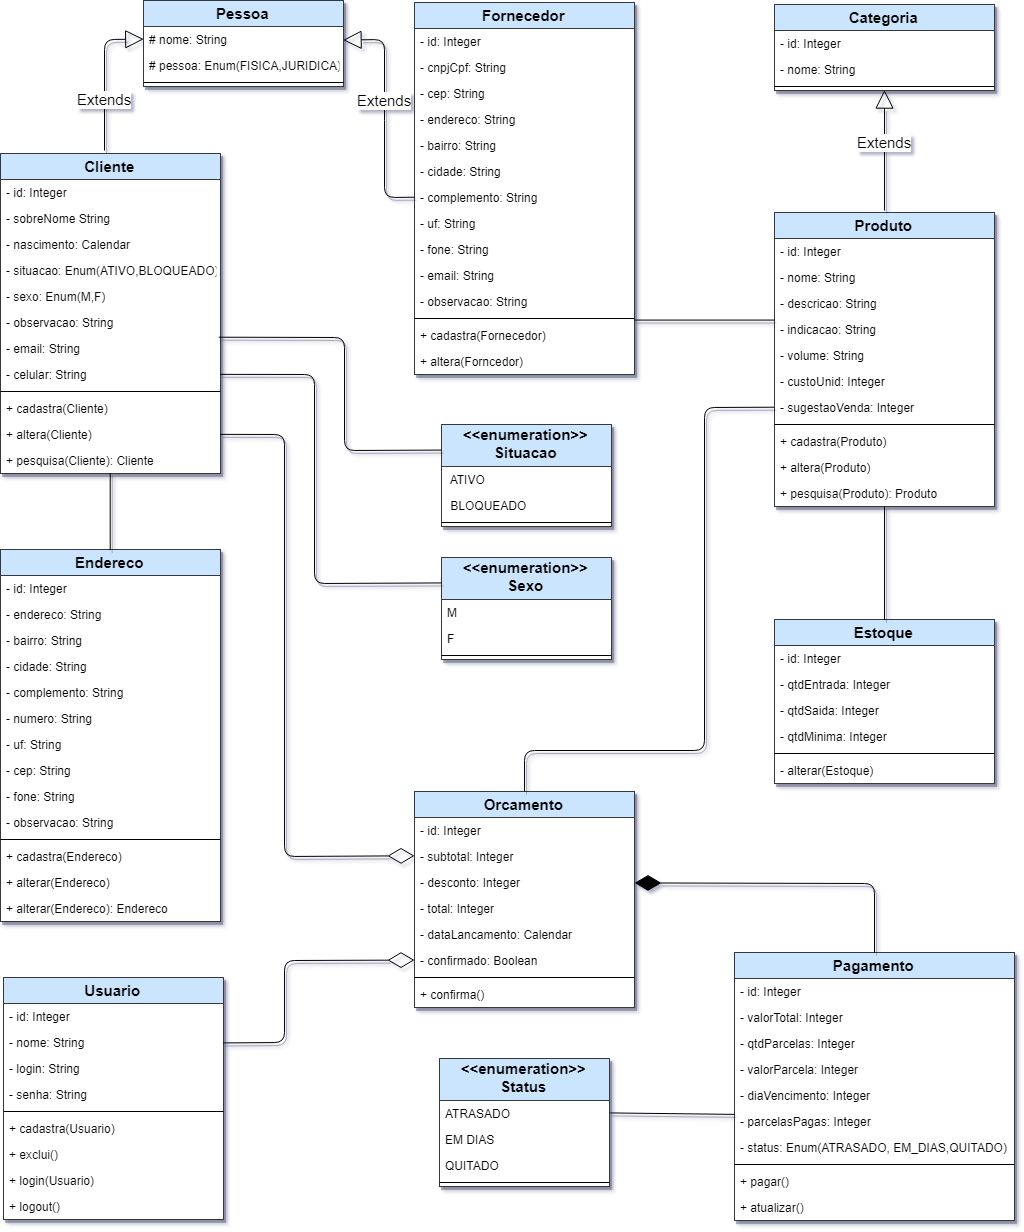 Pessoa
# nome: String
# pessoa: Enum(FISICA,JURIDICA)
Extends
Extends
Fornecedor
- id: Integer
- cnpjCpf: String
- cep: String
- endereco: String
- bairro: String
- cidade: String
- complemento: String
- uf: String
- fone: String
- email: String
- observacao: String
+ cadastra(Fornecedor)
+ altera(Forncedor)
Categoria
- id: Integer
- nome: String
Extends
Cliente
- id: Integer
- sobreNome String
- nascimento: Calendar
- situacao: Enum(ATIVO,BLOQUEADO)
- sexo: Enum(M,F)
- observacao: String
- email: String
- celular: String
+ cadastra(Cliente)
+ altera(Cliente)
+ pesquisa(Cliente): Cliente
Produto
- id: Integer
- nome: String
- descricao: String
- indicacao: String
- volume: String
- custoUnid: Integer
- sugestaoVenda: Integer
+ cadastra(Produto)
+ altera(Produto)
+ pesquisa(Produto): Produto
<<enumeration>>
Situacao
ATIVO
BLOQUEADO
<<enumeration>>
Sexo
M
F
Endereco
- id: Integer
- endereco: String
- bairro: String
- cidade: String
- complemento: String
- numero: String
- uf: String
- cep: String
- fone: String
- observacao: String
+ cadastra(Endereco)
+ alterar(Endereco)
+ alterar(Endereco): Endereco
Estoque
- id: Integer
- qtdEntrada: Integer
- qtdSaida: Integer
- qtdMinima: Integer
- alterar(Estoque)
Orcamento
- id: Integer
- subtotal: Integer
- desconto: Integer
- total: Integer
- dataLancamento: Calendar
- confirmado: Boolean
+ confirma()
Usuario
- id: Integer
- nome: String
- login: String
- senha: String
+ cadastra(Usuario)
+ exclui()
+ login(Usuario)
+ logout()
<<enumeration>>
Status
ATRASADO
EM DIAS
QUITADO
Pagamento
- id: Integer
- valorTotal: Integer
- qtdParcelas: Integer
- valorParcela: Integer
- diaVencimento: Integer
- parcelasPagas: Integer
- status: Enum(ATRASADO, EM_DIAS,QUITADO)
+ pagar()
+ atualizar()